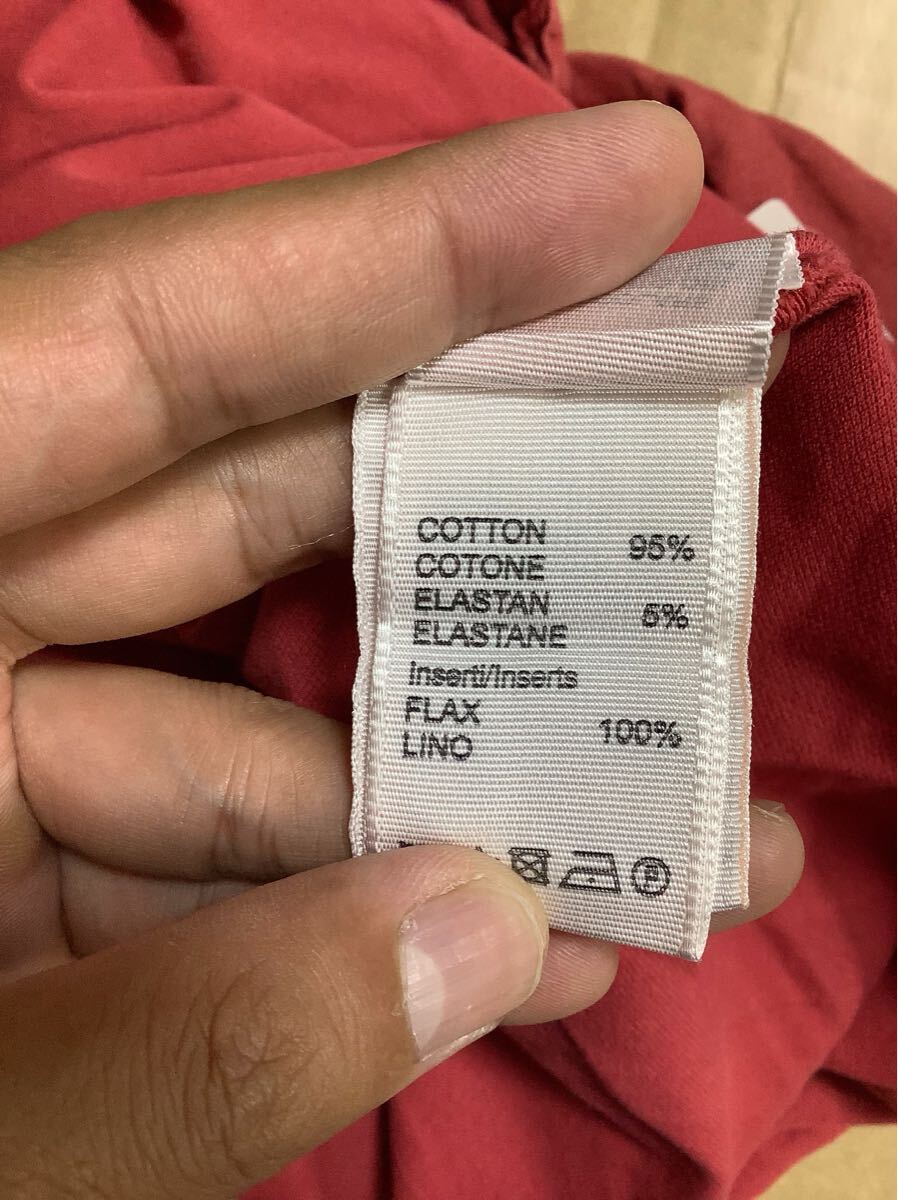 COTTON
COTONE 95%
ELASTAN
ELASTANE 5%
Inserti/Inserts
FLAX
LINO 100%
P